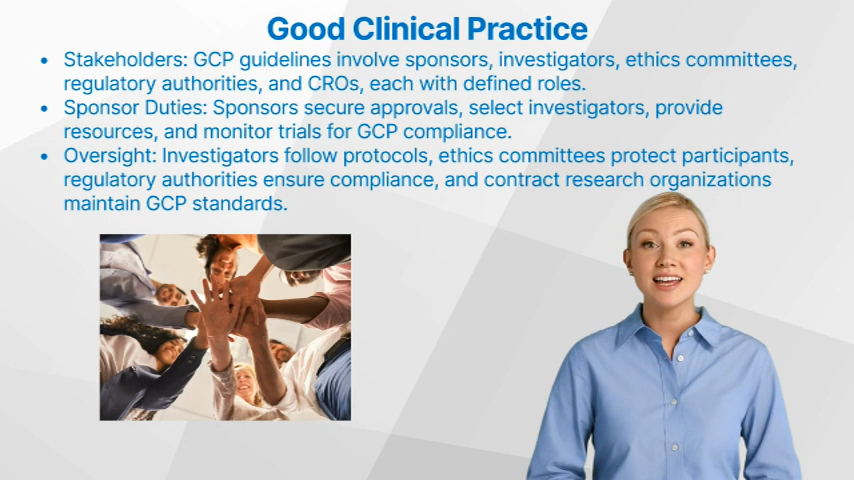 Good Clinical Practice
• Stakeholders: GCP guidelines involve sponsors, investigators, ethics committees,
regulatory authorities, and CROs, each with defined roles.
• Sponsor Duties: Sponsors secure approvals, select investigators, provide
resources, and monitor trials for GCP compliance.
• Oversight: Investigators follow protocols, ethics committees protect participants,
regulatory authorities ensure compliance, and contract research organizations
maintain GCP standards.